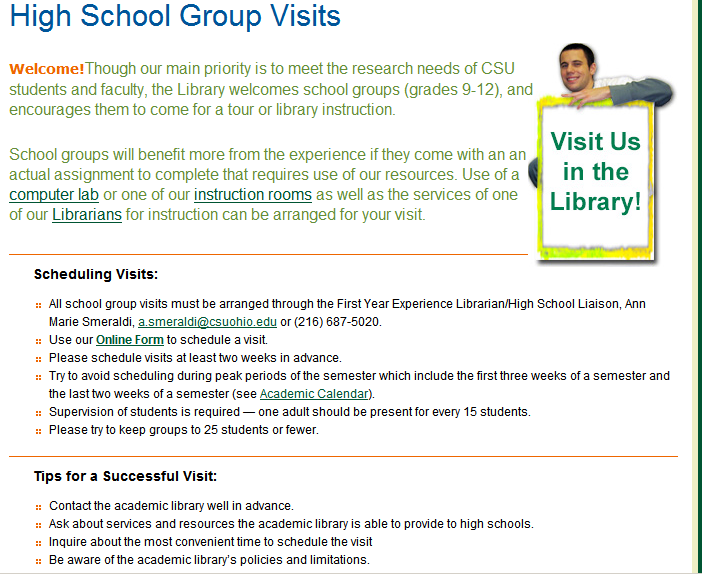 High School Group Visits
Welcome!Though our main priority is to meet the research needs of CSU
students and faculty, the Library welcomes school groups (grades 9-12), and
encourages them to come for a tour or library instruction.
School groups will benefit more from the experience if they come with an an
actual assignment to complete that requires use of our resources. Use of a
computer lab or one of our instruction rooms as well as the services of one
of our Librarians for instruction can be arranged for your visit.
Visit Us
in the
Library!
Scheduling Visits:
All school group visits must be arranged through the First Year Experience Librarian/High School Liaison, Ann
Marie Smeraldi, a.smeraldi@csuohio.edu or (216) 687-5020.
Use our Online Form to schedule a visit.
Please schedule visits at least two weeks in advance.
Try to avoid scheduling during peak periods of the semester which include the first three weeks of a semester and
the last two weeks of a semester (see Academic Calendar).
Supervision of students is required — one adult should be present for every 15 students.
Please try to keep groups to 25 students or fewer.
Tips for a Successful Visit:
Contact the academic library well in advance.
Ask about services and resources the academic library is able to provide to high schools.
Inquire about the most convenient time to schedule the visit
Be aware of the academic library's policies and limitations.